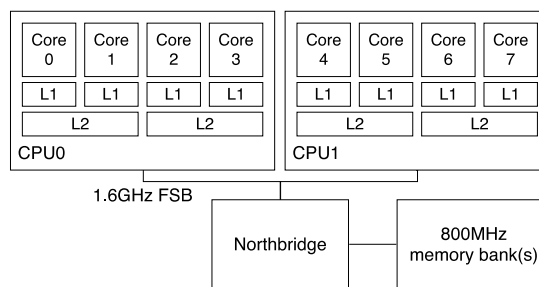 Core 0
Core 1
Core 2
Core 3
L1
L1
L1
L1
L2
L2
CPU0
Core 4
Core 5
Core 6
Core 7
L1
L1
L1
L1
L2
L2
CPU1
1.6GHz FSB
Northbridge
800MHz
memory bank(s)